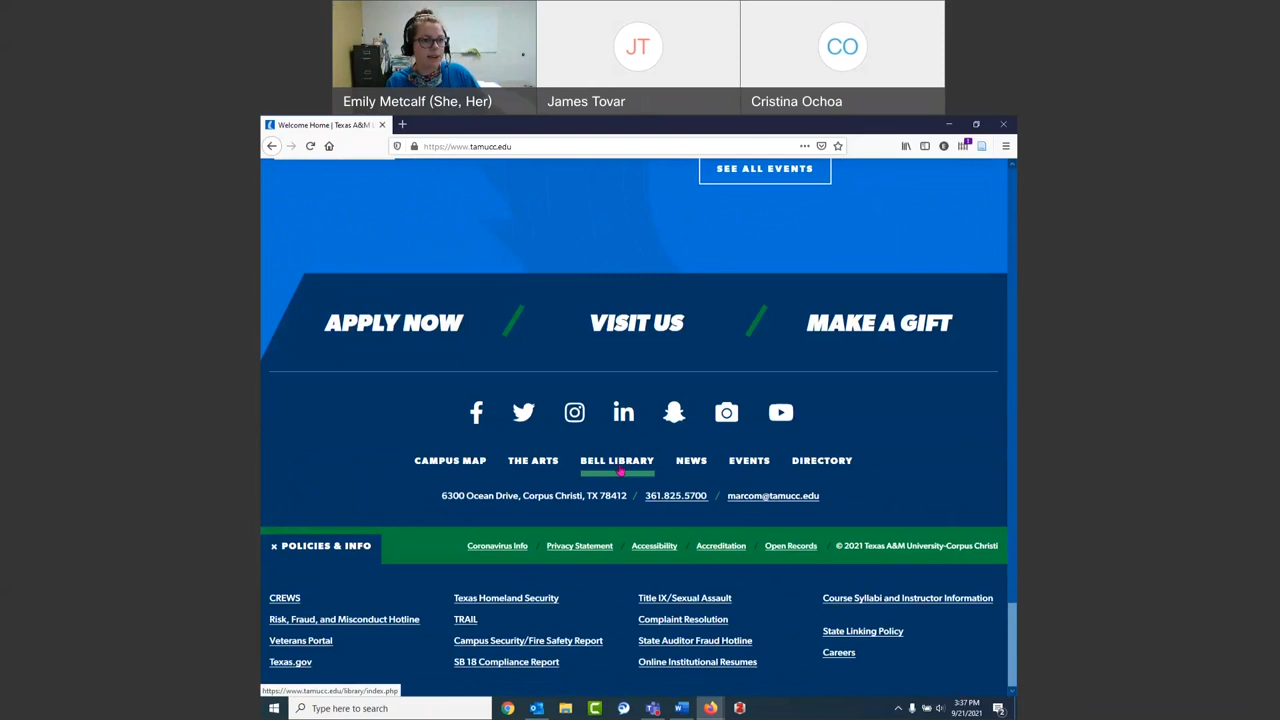 JT
CO
Emily Metcalf (She, Her)
James Tovar
Cristina Ochoa
Welcome Home | Texas A&M
https://www.tamucc.edu
SEE ALL EVENTS
APPLY NOW
VISIT US
MAKE A GIFT
CAMPUS MAP
THE ARTS
BELL LIBRARY
NEWS
EVENTS
DIRECTORY
6300 Ocean Drive, Corpus Christi, TX 78412 / 361.825.5700 / marcom@tamucc.edu
x POLICIES & INFO
Coronavirus Info / Privacy Statement / Accessibility / Accreditation / Open Records / © 2021 Texas A&M University-Corpus Christi
CREWS
Risk, Fraud, and Misconduct Hotline
Veterans Portal
Texas.gov
Texas Homeland Security
TRAIL
Campus Security/Fire Safety Report
SB 18 Compliance Report
Title IX/Sexual Assault
Complaint Resolution
State Auditor Fraud Hotline
Online Institutional Resumes
Course Syllabi and Instructor Information
State Linking Policy
Careers
https://www.tamucc.edu/library/index.php
Type here to search
3:37 PM
9/21/2021